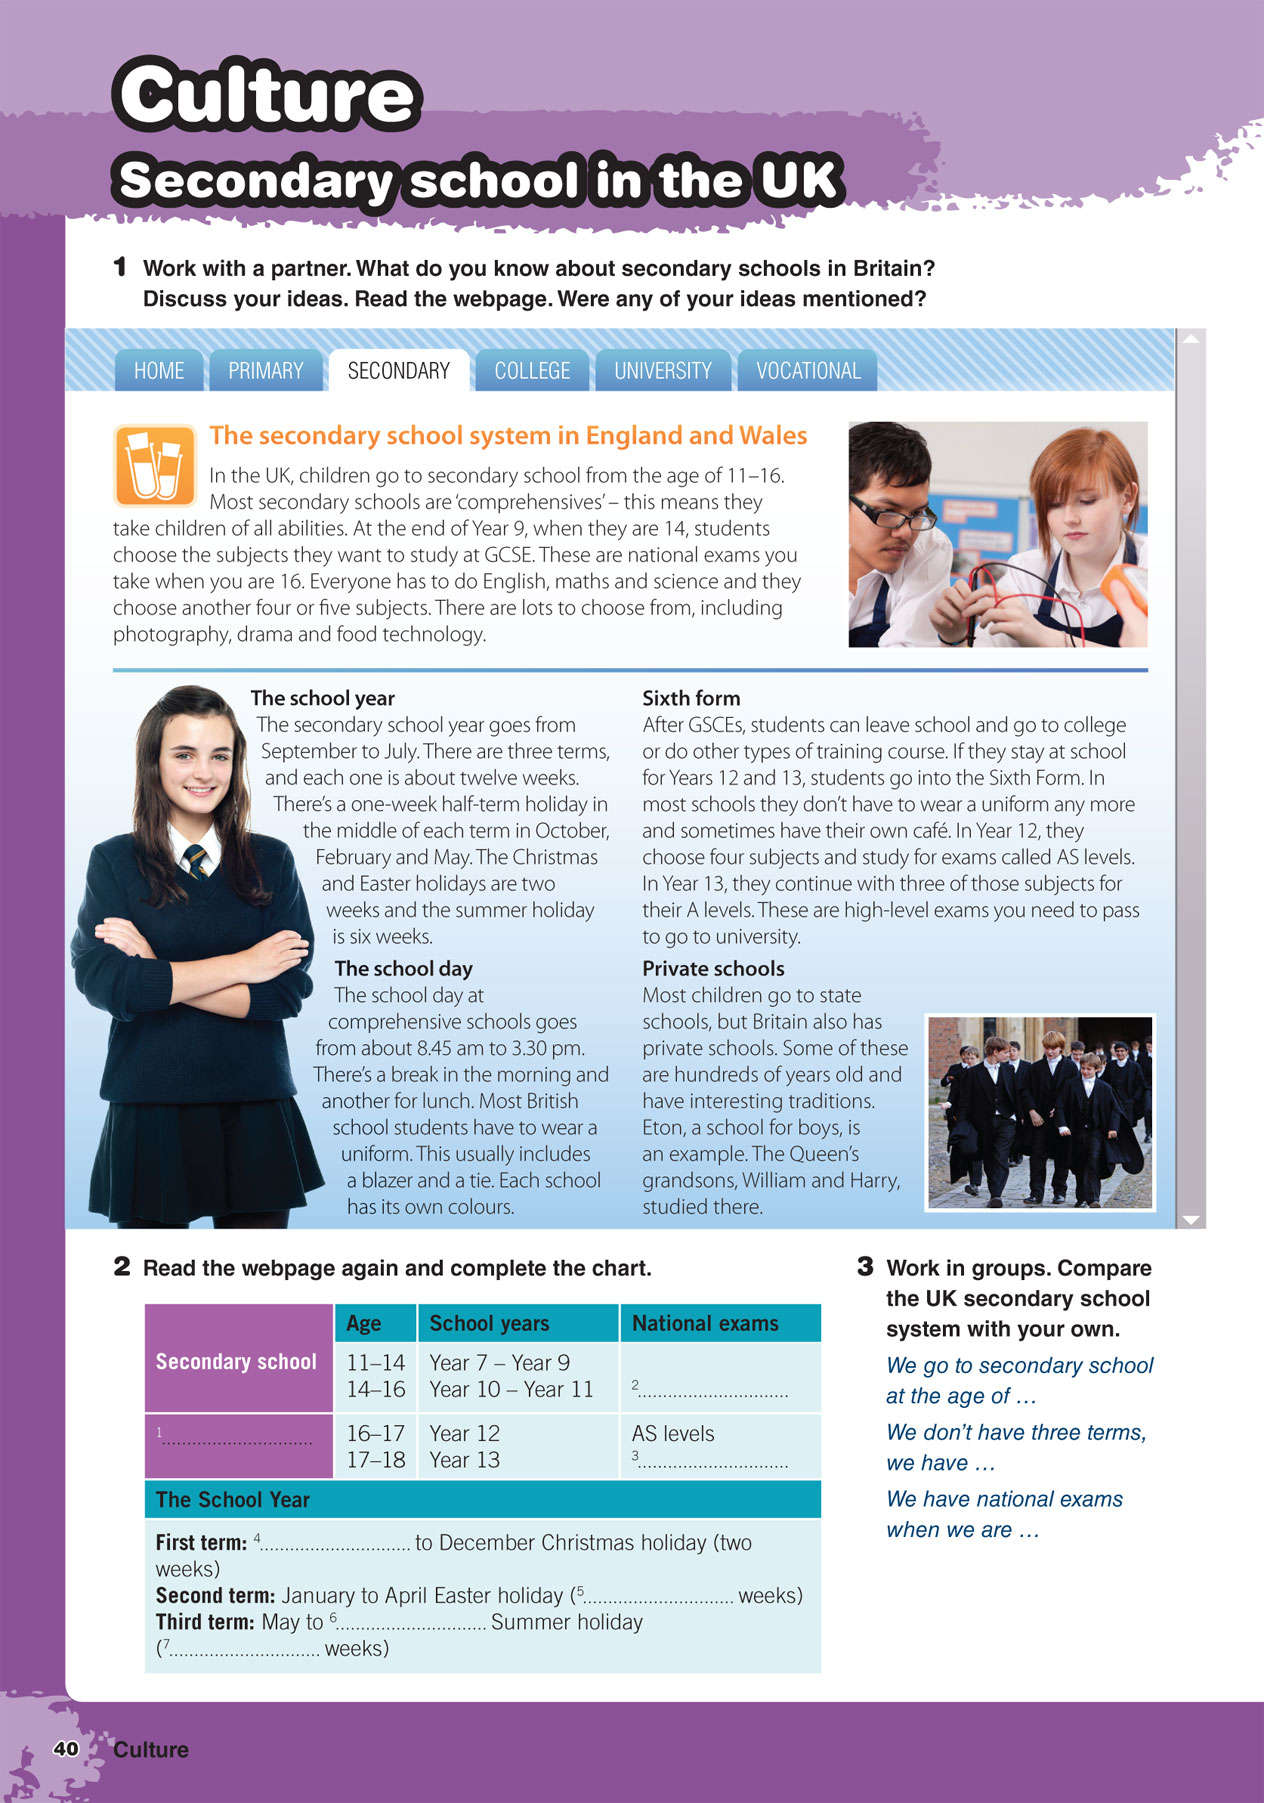 Culture
Secondary school in the UK
1 Work with a partner. What do you know about secondary schools in Britain?
Discuss your ideas. Read the webpage. Were any of your ideas mentioned?
HOME PRIMARY SECONDARY COLLEGE UNIVERSITY VOCATIONAL
The secondary school system in England and Wales
In the UK, children go to secondary school from the age of 11–16.
Most secondary schools are ‘comprehensives’ – this means they
take children of all abilities. At the end of Year 9, when they are 14, students
choose the subjects they want to study at GCSE. These are national exams you
take when you are 16. Everyone has to do English, maths and science and they
choose another four or five subjects. There are lots to choose from, including
photography, drama and food technology.
The school year
The secondary school year goes from
September to July. There are three terms,
and each one is about twelve weeks.
There’s a one-week half-term holiday in
the middle of each term in October,
February and May. The Christmas
and Easter holidays are two
weeks and the summer holiday
is six weeks.
The school day
The school day at
comprehensive schools goes
from about 8.45 am to 3.30 pm.
There’s a break in the morning and
another for lunch. Most British
school students have to wear a
uniform. This usually includes
a blazer and a tie. Each school
has its own colours.
Sixth form
After GSCEs, students can leave school and go to college
or do other types of training course. If they stay at school
for Years 12 and 13, students go into the Sixth Form. In
most schools they don’t have to wear a uniform any more
and sometimes have their own café. In Year 12, they
choose four subjects and study for exams called AS levels.
In Year 13, they continue with three of those subjects for
their A levels. These are high-level exams you need to pass
to go to university.
Private schools
Most children go to state
schools, but Britain also has
private schools. Some of these
are hundreds of years old and
have interesting traditions.
Eton, a school for boys, is
an example. The Queen’s
grandsons, William and Harry,
studied there.
2 Read the webpage again and complete the chart.
Age School years National exams
Secondary school 11–14 Year 7 – Year 9
14–16 Year 10 – Year 11 2..............................
1.............................. 16–17 Year 12 AS levels
17–18 Year 13 3..............................
The School Year
First term: 4.............................. to December Christmas holiday (two
weeks)
Second term: January to April Easter holiday (5.............................. weeks)
Third term: May to 6.............................. Summer holiday
(7.............................. weeks)
3 Work in groups. Compare
the UK secondary school
system with your own.
We go to secondary school
at the age of …
We don’t have three terms,
we have …
We have national exams
when we are …
40 Culture